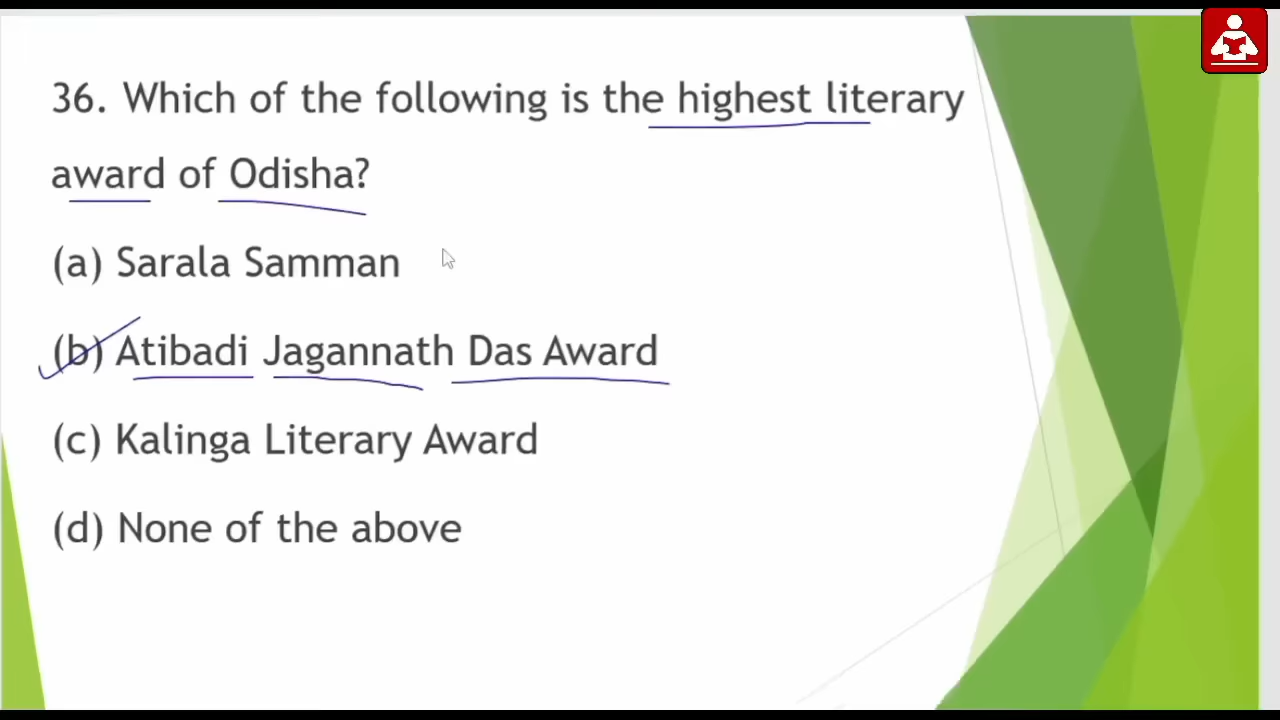 36. Which of the following is the highest literary
award of Odisha?
(a) Sarala Samman
(b) Atibadi Jagannath Das Award
(c) Kalinga Literary Award
(d) None of the above